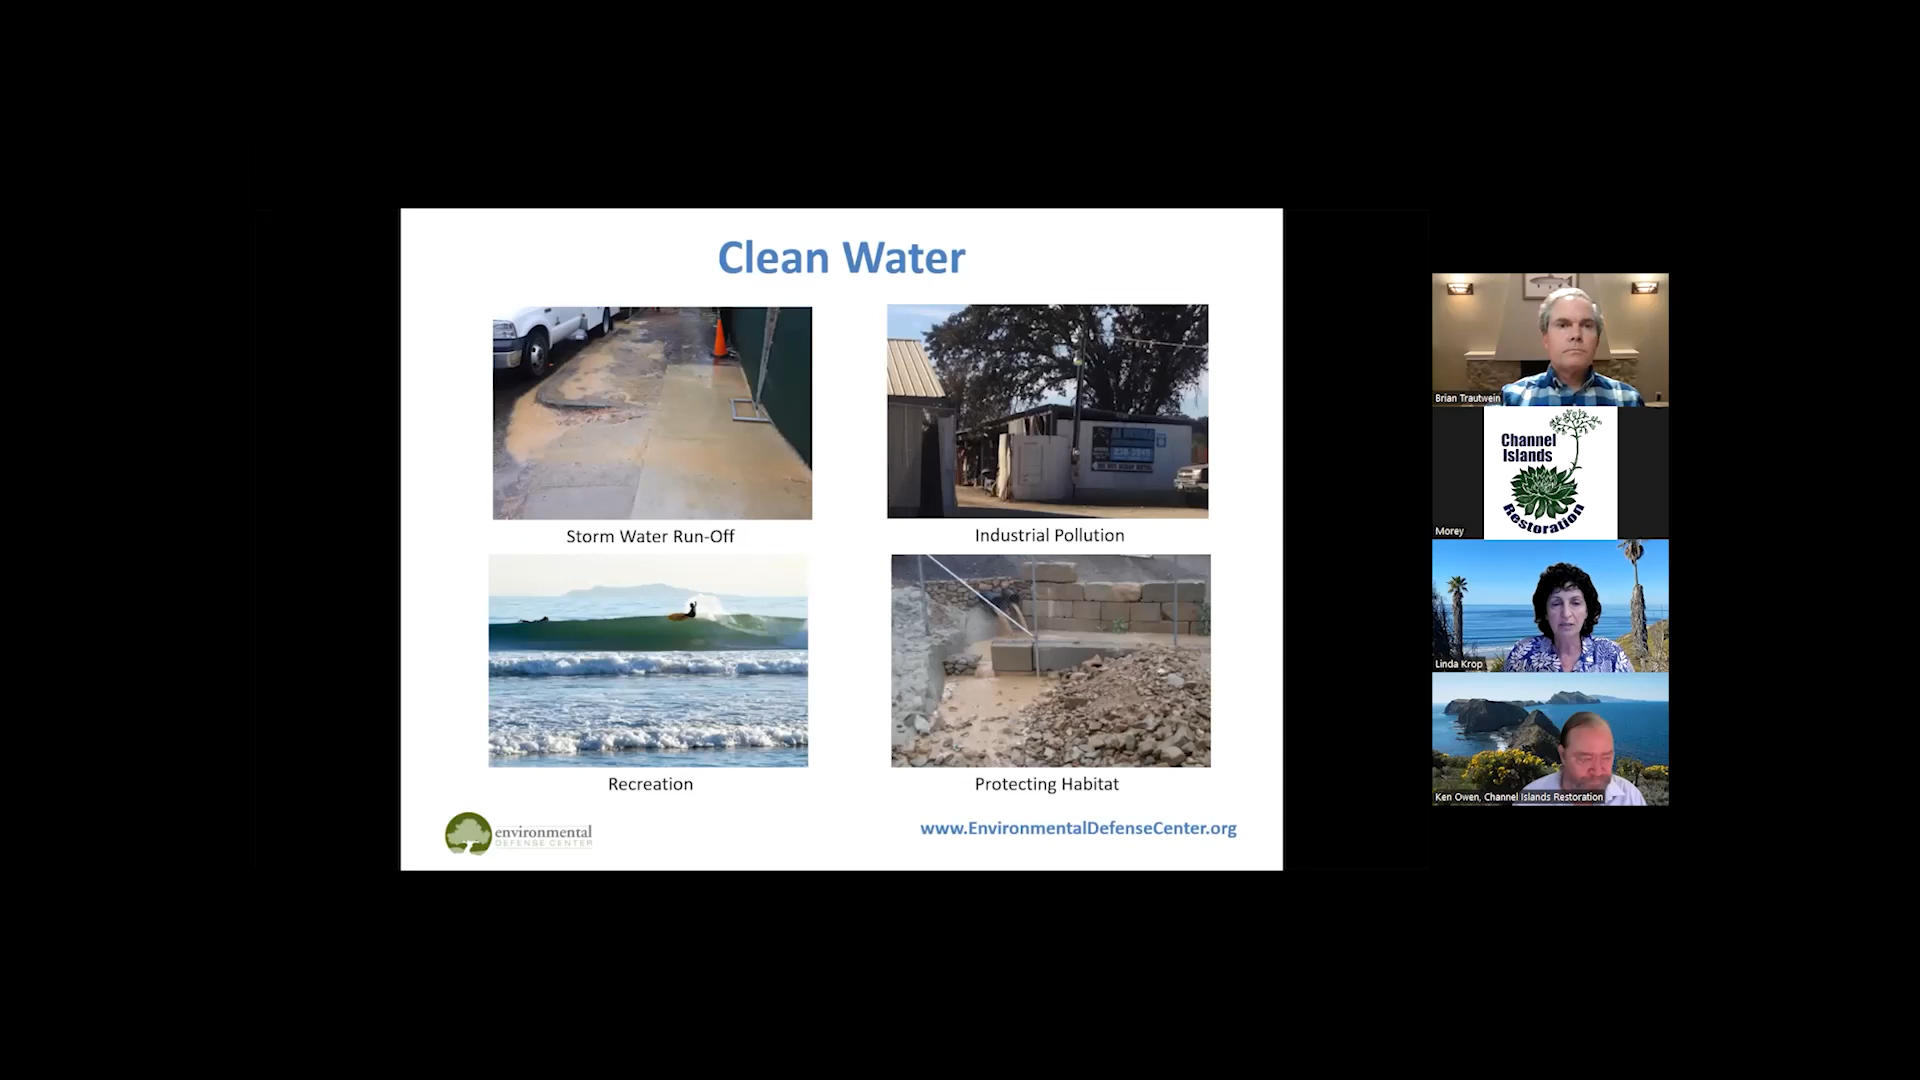 Clean Water
Storm Water Run-Off
Industrial Pollution
Recreation
Protecting Habitat
environmental
DEFENSE CENTER
www.EnvironmentalDefenseCenter.org
Brian Trautwein
Channel
Islands
Restoration
Morey
Linda Krop
Ken Owen, Channel Islands Restoration